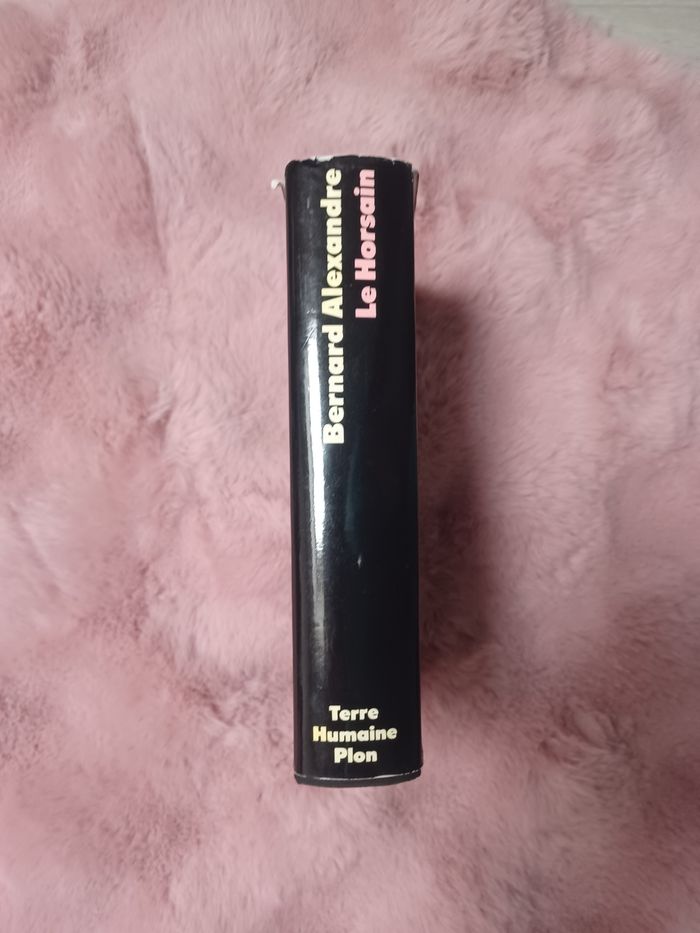 Bernard Alexandre
Le Horsain
Terre
Humaine
Plon